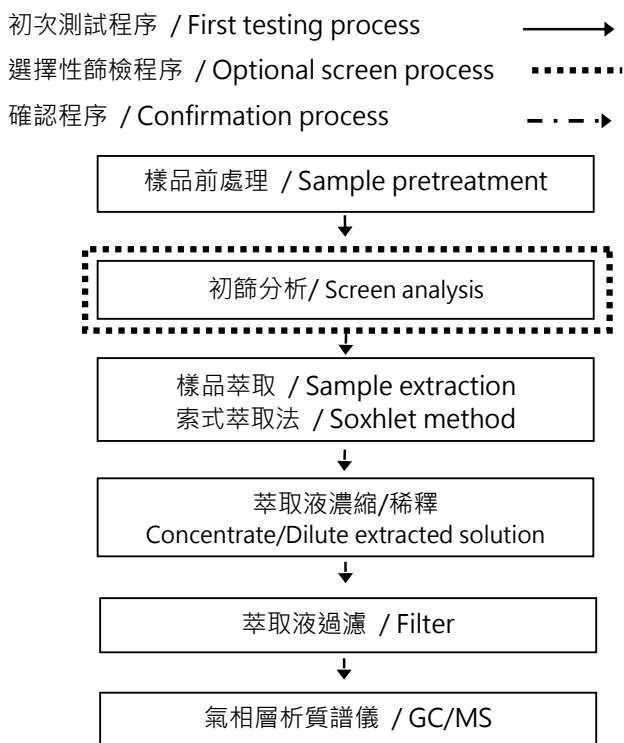 初次測試程序 / First testing process
選擇性篩檢程序 / Optional screen process
確認程序 / Confirmation process
樣品前處理 / Sample pretreatment
初篩分析/ Screen analysis
樣品萃取 / Sample extraction
索式萃取法 / Soxhlet method
萃取液濃縮/稀釋
Concentrate/Dilute extracted solution
萃取液過濾 / Filter
氣相層析質譜儀 / GC/MS